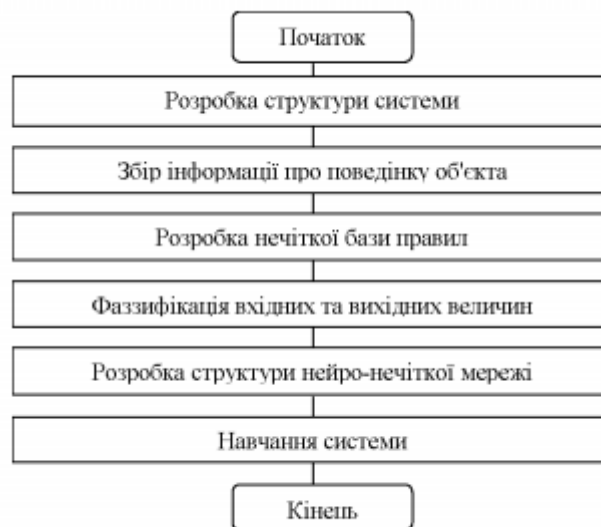 Початок
Розробка структури системи
Збір інформації про поведінку об'єкта
Розробка нечіткої бази правил
Фаззифікація вхідних та вихідних величин
Розробка структури нейро-нечіткої мережі
Навчання системи
Кінець